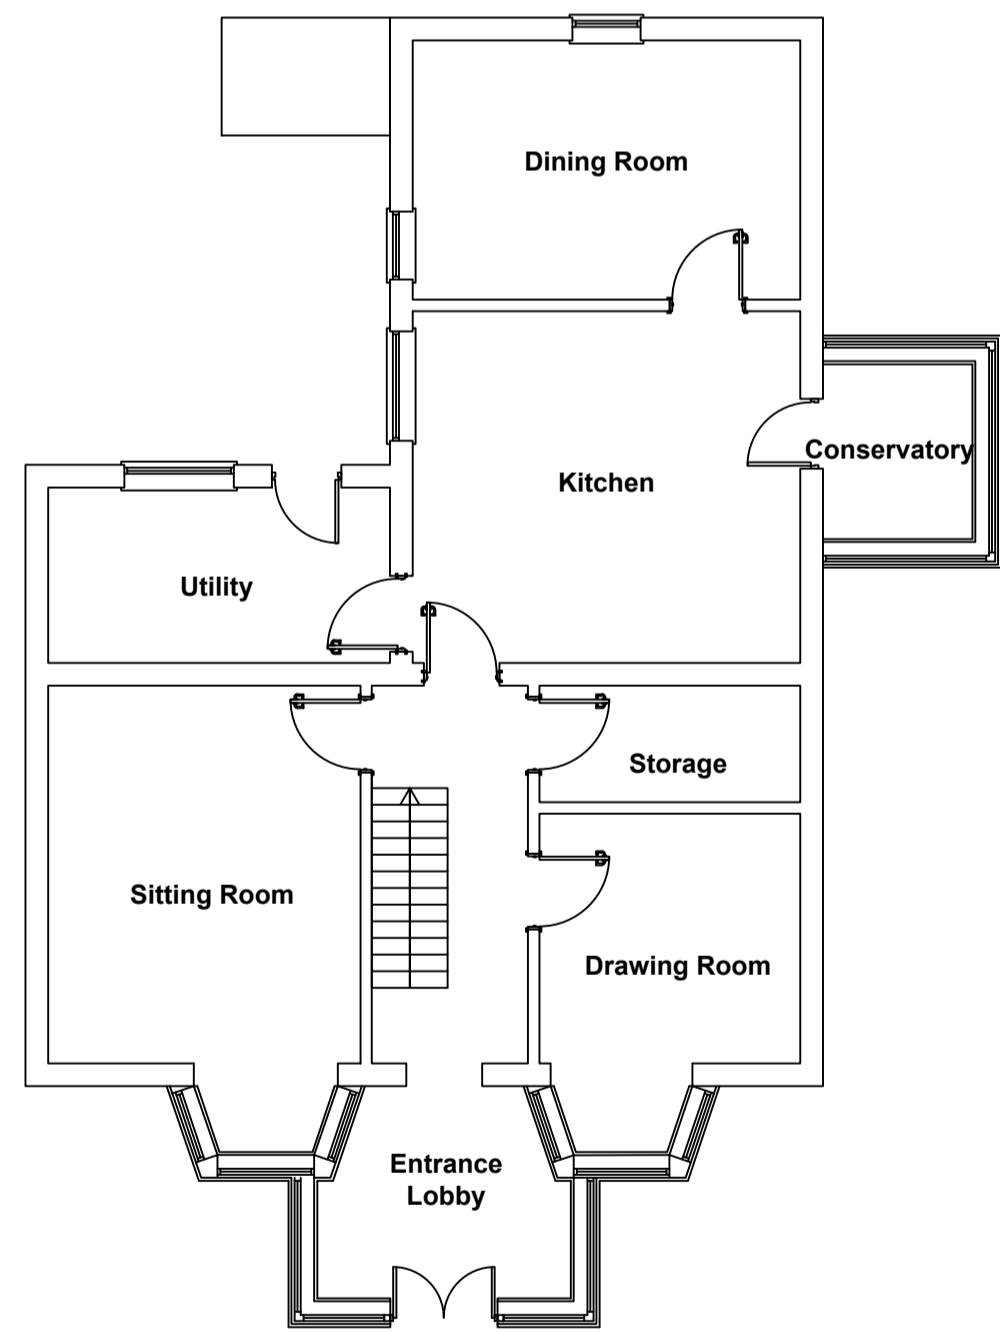 Dining Room
Conservatory
Kitchen
Utility
Storage
Sitting Room
Drawing Room
Entrance
Lobby